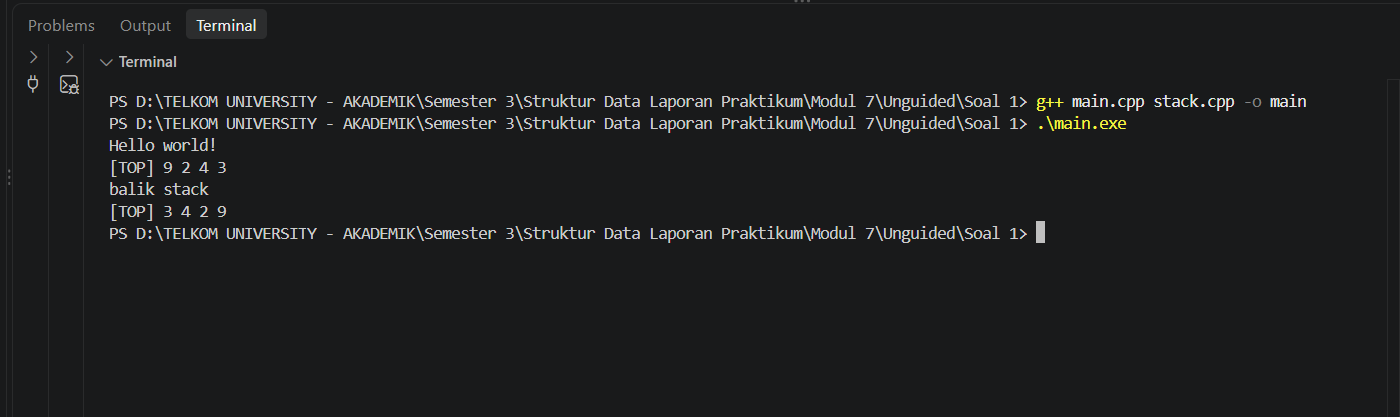 Problems Output Terminal
Terminal
PS D:\TELKOM UNIVERSITY - AKADEMIK\Semester 3\Struktur Data Laporan Praktikum\Modul 7\Unguided\Soal 1> g++ main.cpp stack.cpp -o main
PS D:\TELKOM UNIVERSITY - AKADEMIK\Semester 3\Struktur Data Laporan Praktikum\Modul 7\Unguided\Soal 1> .\main.exe
Hello world!
[TOP] 9 2 4 3
balik stack
[TOP] 3 4 2 9
PS D:\TELKOM UNIVERSITY - AKADEMIK\Semester 3\Struktur Data Laporan Praktikum\Modul 7\Unguided\Soal 1>